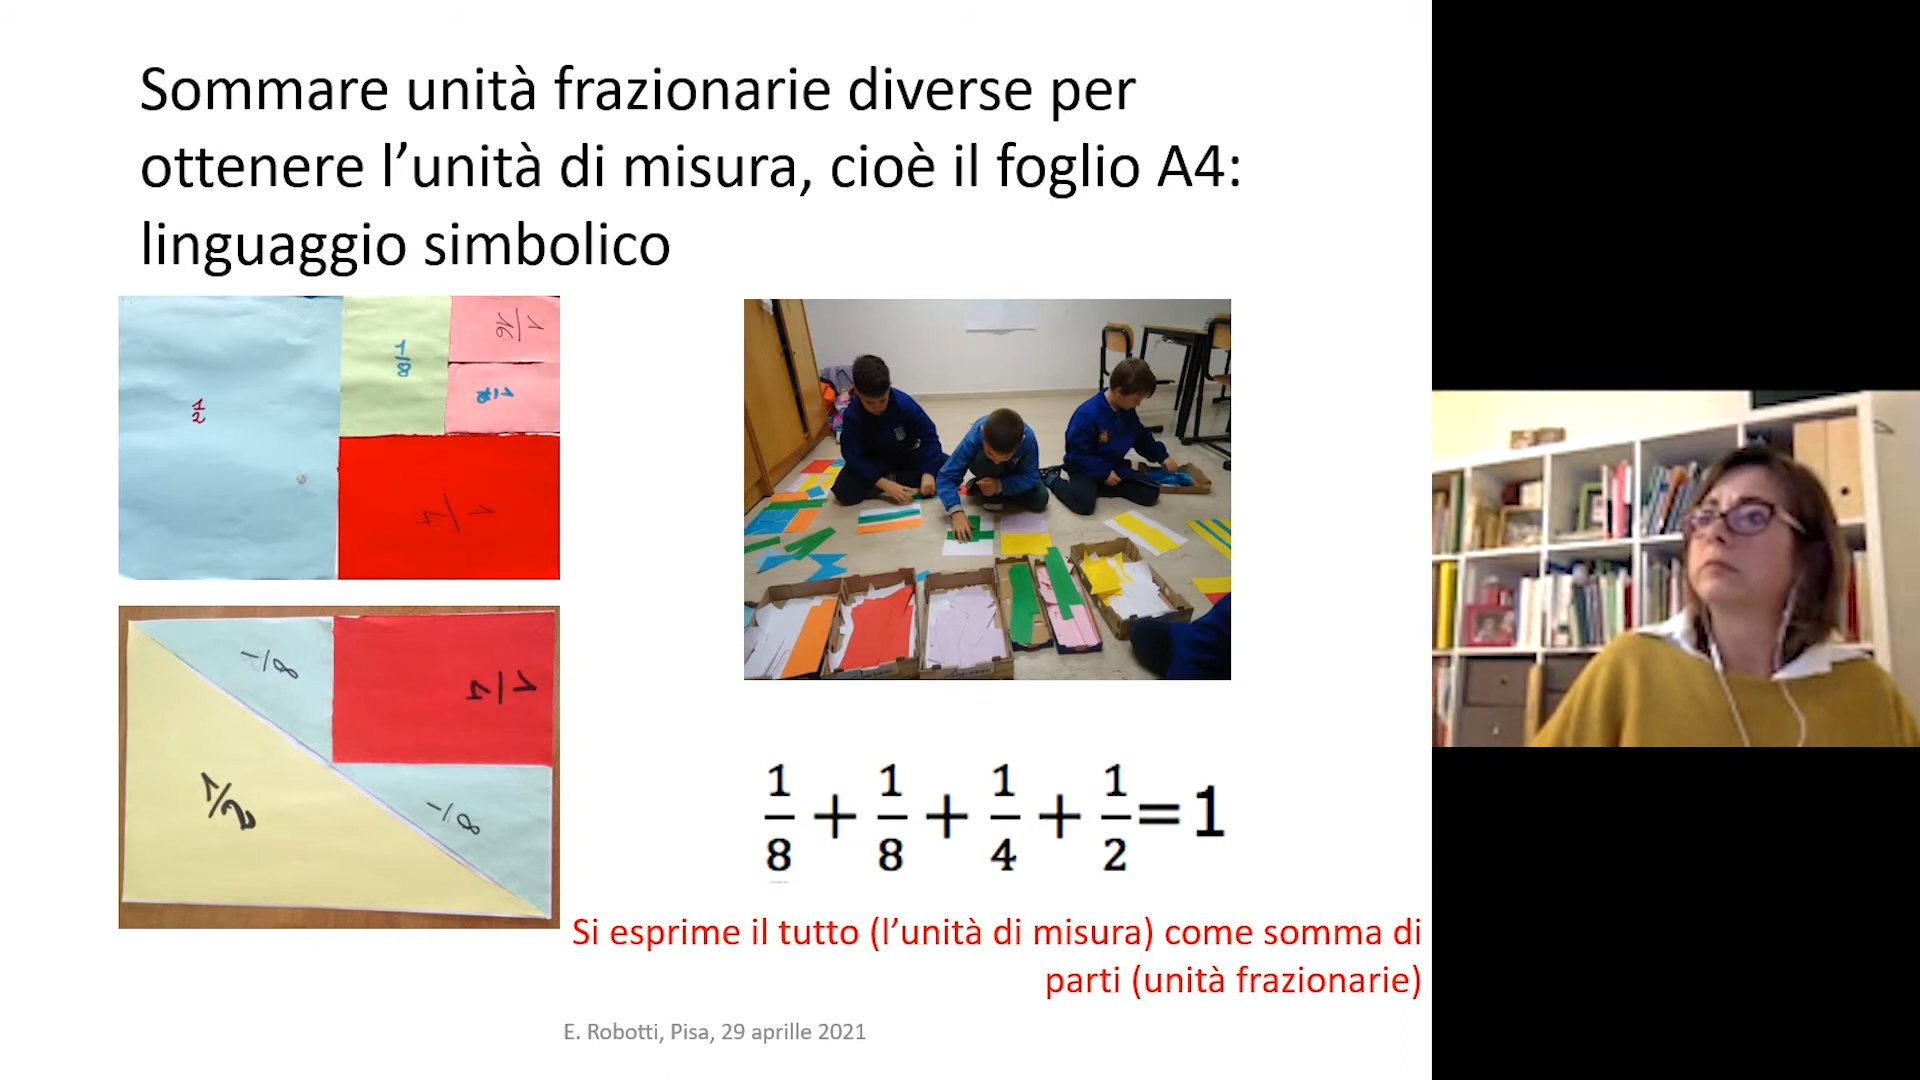 Sommare unità frazionarie diverse per
ottenere l’unità di misura, cioè il foglio A4:
linguaggio simbolico
1/2
1/8
1/16
1/4
1/8
1/4
1/2
1/8
1/8 + 1/8 + 1/4 + 1/2 = 1
Si esprime il tutto (l’unità di misura) come somma di
parti (unità frazionarie)
E. Robotti, Pisa, 29 aprille 2021